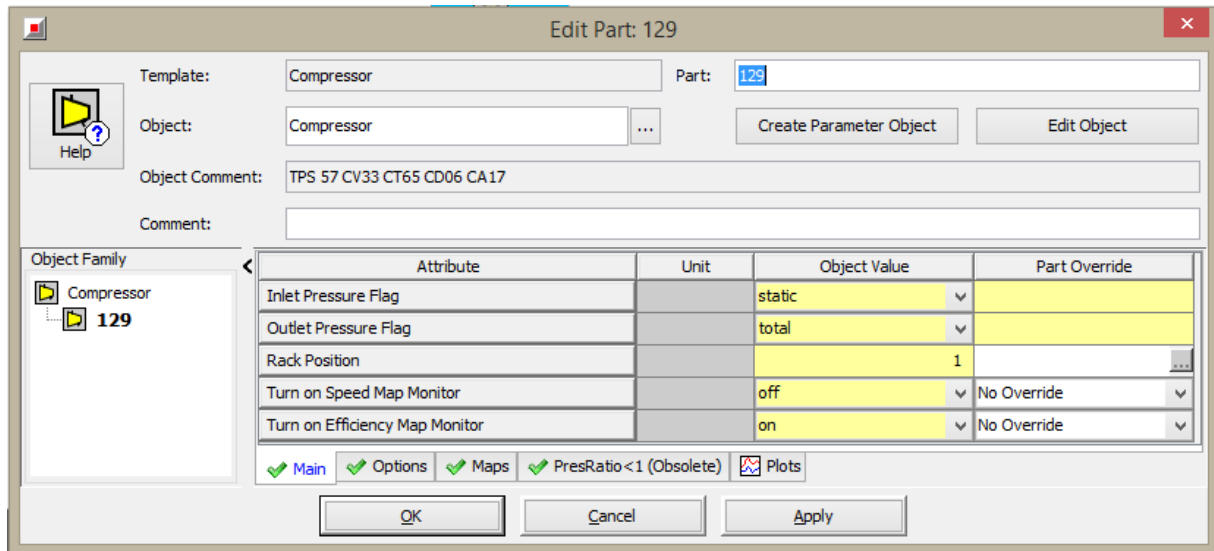 Edit Part: 129
Template: Compressor Part: 129
Help
Object: Compressor ... Create Parameter Object Edit Object
Object Comment: TPS 57 CV33 CT65 CD06 CA17
Comment:
Object Family
Compressor
129
Attribute Unit Object Value Part Override
Inlet Pressure Flag static
Outlet Pressure Flag total
Rack Position 1 ...
Turn on Speed Map Monitor off No Override
Turn on Efficiency Map Monitor on No Override
Main Options Maps PresRatio<1 (Obsolete) Plots
OK Cancel Apply